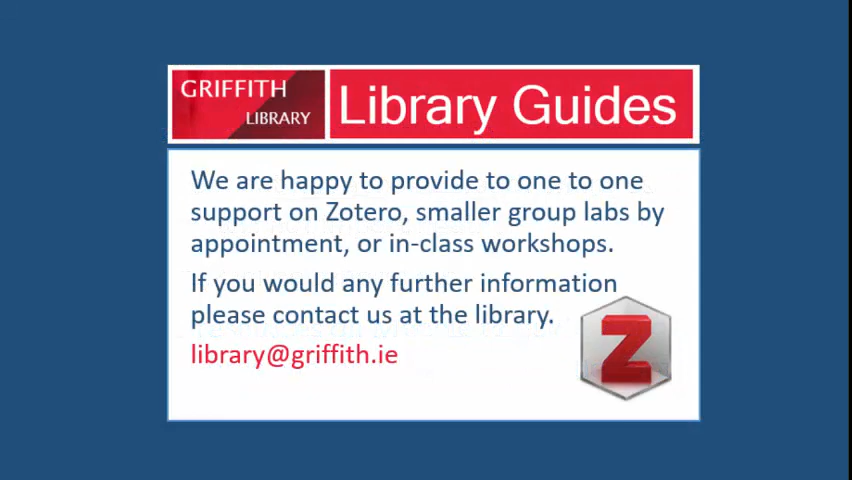 GRIFFITH
LIBRARY
Library Guides
We are happy to provide to one to one
support on Zotero, smaller group labs by
appointment, or in-class workshops.
If you would any further information
please contact us at the library.
library@griffith.ie
Z